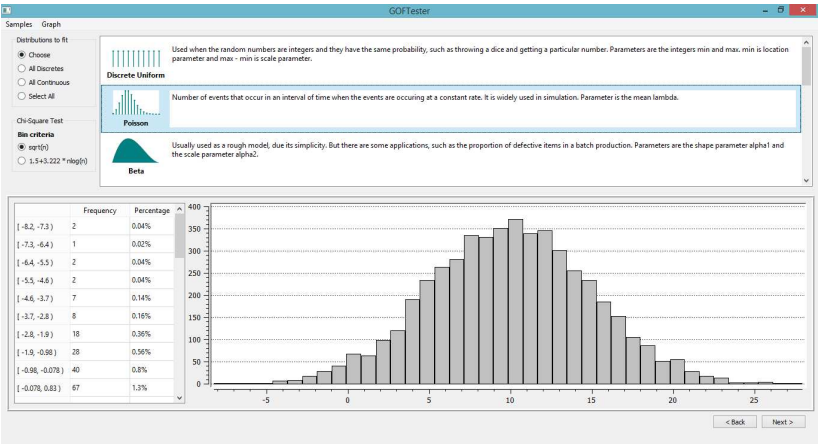 GOFTester
Samples Graph
Distributions to fit
Choose
All Discretes
All Continuous
Select All
Chi-Square Test
Bin criteria
sqrt(n)
1.5+3.222 * nlog(n)
Discrete Uniform
Used when the random numbers are integers and they have the same probability, such as throwing a dice and getting a particular number. Parameters are the integers min and max. min is location
parameter and max - min is scale parameter.
Poisson
Number of events that occur in an interval of time when the events are occuring at a constant rate. It is widely used in simulation. Parameter is the mean lambda.
Beta
Usually used as a rough model, due its simplicity. But there are some applications, such as the proportion of defective items in a batch production. Parameters are the shape parameter alpha1 and
the scale parameter alpha2.
Frequency Percentage
[ -8.2, -7.3 ) 2 0.04%
[ -7.3, -6.4 ) 1 0.02%
[ -6.4, -5.5 ) 2 0.04%
[ -5.5, -4.6 ) 2 0.04%
[ -4.6, -3.7 ) 7 0.14%
[ -3.7, -2.8 ) 8 0.16%
[ -2.8, -1.9 ) 18 0.36%
[ -1.9, -0.98 ) 28 0.56%
[ -0.98, -0.078 ) 40 0.8%
[ -0.078, 0.83 ) 67 1.3%
400
350
300
250
200
150
100
50
0
-5 0 5 10 15 20 25
< Back Next >